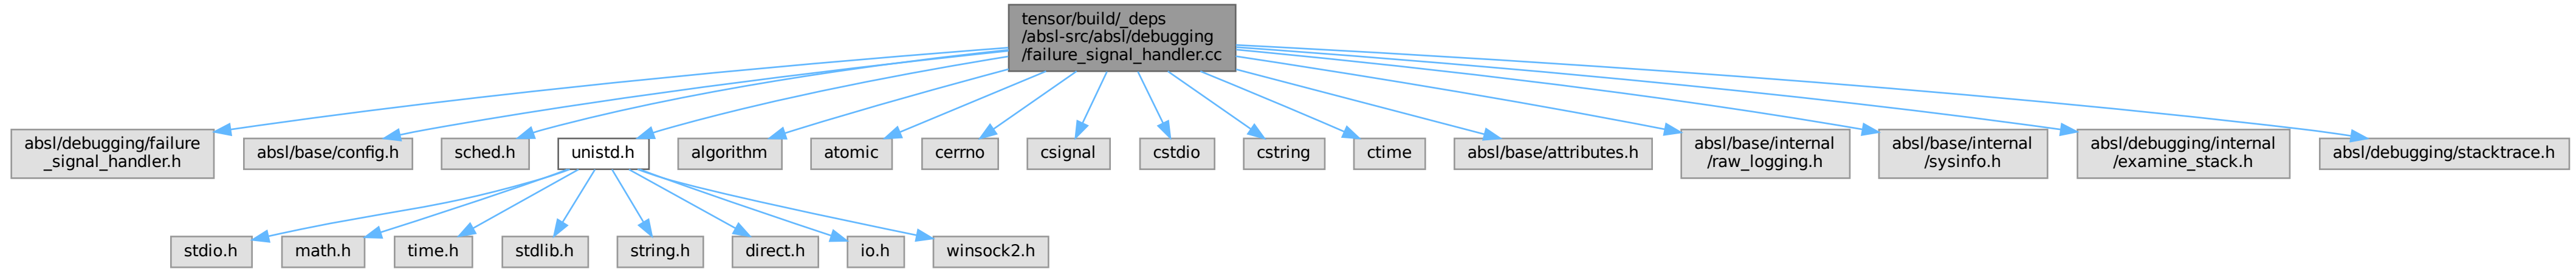 tensor/build/_deps
/absl-src/absl/debugging
/failure_signal_handler.cc
absl/debugging/failure
_signal_handler.h
absl/base/config.h
sched.h
unistd.h
algorithm
atomic
cerrno
csignal
cstdio
cstring
ctime
absl/base/attributes.h
absl/base/internal
/raw_logging.h
absl/base/internal
/sysinfo.h
absl/debugging/internal
/examine_stack.h
absl/debugging/stacktrace.h
stdio.h
math.h
time.h
stdlib.h
string.h
direct.h
io.h
winsock2.h